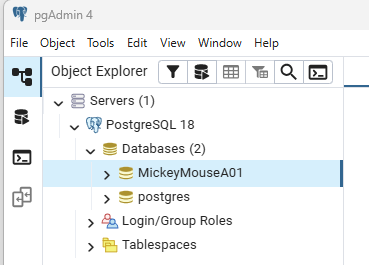 pgAdmin 4
File Object Tools Edit View Window Help
Object Explorer
Servers (1)
PostgreSQL 18
Databases (2)
MickeyMouseA01
postgres
Login/Group Roles
Tablespaces